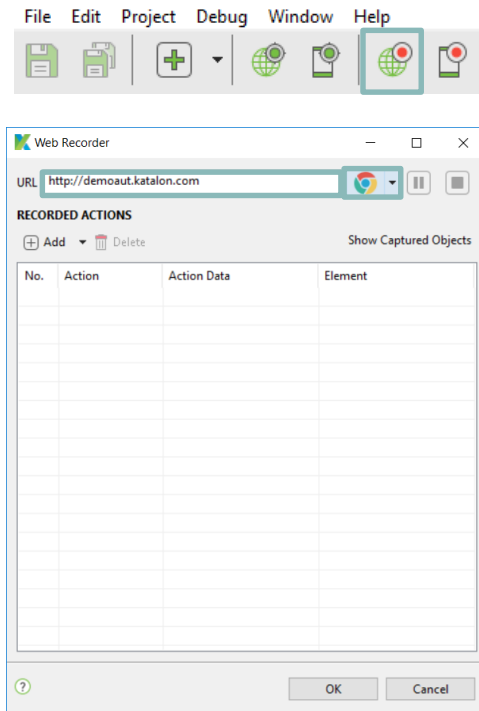 File Edit Project Debug Window Help
Web Recorder
URL http://demoaut.katalon.com
RECORDED ACTIONS
Add Delete Show Captured Objects
No. Action Action Data Element
? OK Cancel